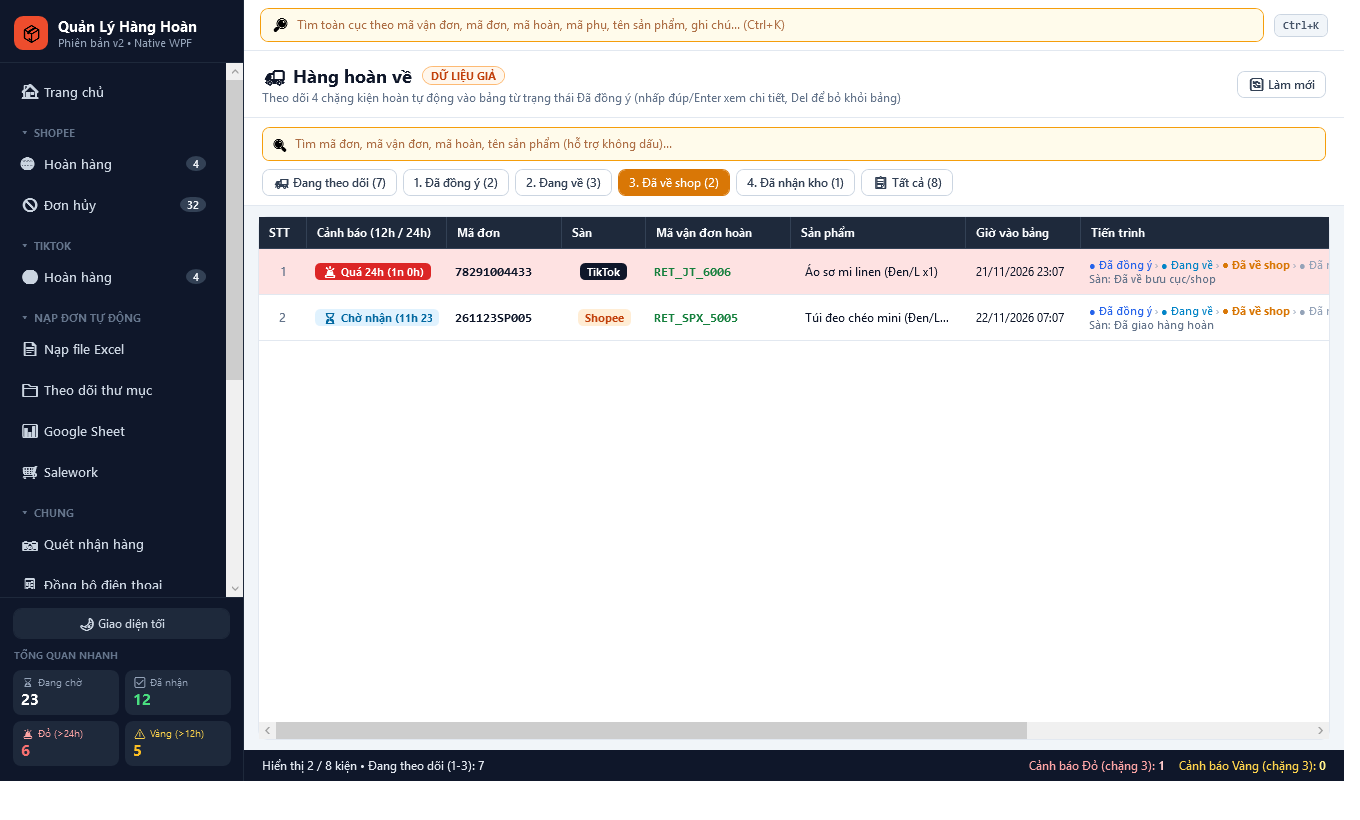 Quản Lý Hàng Hoàn
Phiên bản v2 • Native WPF
Trang chủ
SHOPEE
Hoàn hàng 4
Đơn hủy 32
TIKTOK
Hoàn hàng 4
NẠP ĐƠN TỰ ĐỘNG
Nạp file Excel
Theo dõi thư mục
Google Sheet
Salework
CHUNG
Quét nhận hàng
Đồng bộ điện thoại
Giao diện tối
TỔNG QUAN NHANH
Đang chờ
23
Đã nhận
12
Đỏ (>24h)
6
Vàng (>12h)
5
Tìm toàn cục theo mã vận đơn, mã đơn, mã hoàn, mã phụ, tên sản phẩm, ghi chú... (Ctrl+K)
Ctrl+K
Hàng hoàn về DỮ LIỆU GIẢ
Theo dõi 4 chặng kiện hoàn tự động vào bảng từ trạng thái Đã đồng ý (nhấp đúp/Enter xem chi tiết, Del để bỏ khỏi bảng)
Làm mới
Tìm mã đơn, mã vận đơn, mã hoàn, tên sản phẩm (hỗ trợ không dấu)...
Đang theo dõi (7) 1. Đã đồng ý (2) 2. Đang về (3) 3. Đã về shop (2) 4. Đã nhận kho (1) Tất cả (8)
STT Cảnh báo (12h / 24h) Mã đơn Sàn Mã vận đơn hoàn Sản phẩm Giờ vào bảng Tiến trình
1 Quá 24h (1n 0h) 78291004433 TikTok RET_JT_6006 Áo sơ mi linen (Đen/L x1) 21/11/2026 23:07 ● Đã đồng ý › ● Đang về › ● Đã về shop › ● Đã
Sàn: Đã về bưu cục/shop
2 Chờ nhận (11h 23 261123SP005 Shopee RET_SPX_5005 Túi đeo chéo mini (Đen/L... 22/11/2026 07:07 ● Đã đồng ý › ● Đang về › ● Đã về shop › ● Đã
Sàn: Đã giao hàng hoàn
Hiển thị 2 / 8 kiện • Đang theo dõi (1-3): 7
Cảnh báo Đỏ (chặng 3): 1 Cảnh báo Vàng (chặng 3): 0